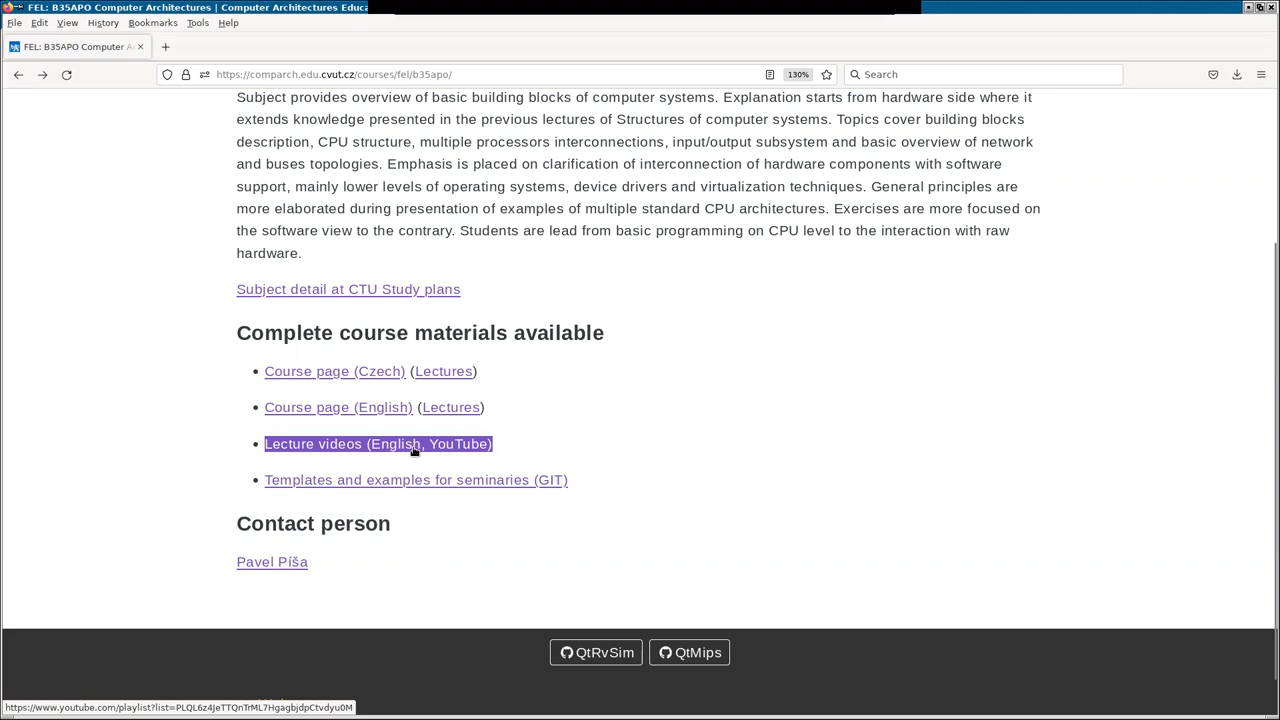 FEL: B35APO Computer Architectures | Computer Architectures Educa
File Edit View History Bookmarks Tools Help
FEL: B35APO Computer A
https://comparch.edu.cvut.cz/courses/fel/b35apo/ 130% Search
Subject provides overview of basic building blocks of computer systems. Explanation starts from hardware side where it
extends knowledge presented in the previous lectures of Structures of computer systems. Topics cover building blocks
description, CPU structure, multiple processors interconnections, input/output subsystem and basic overview of network
and buses topologies. Emphasis is placed on clarification of interconnection of hardware components with software
support, mainly lower levels of operating systems, device drivers and virtualization techniques. General principles are
more elaborated during presentation of examples of multiple standard CPU architectures. Exercises are more focused on
the software view to the contrary. Students are lead from basic programming on CPU level to the interaction with raw
hardware.
Subject detail at CTU Study plans
Complete course materials available
• Course page (Czech) (Lectures)
• Course page (English) (Lectures)
• Lecture videos (English, YouTube)
• Templates and examples for seminaries (GIT)
Contact person
Pavel Píša
QtRvSim QtMips
https://www.youtube.com/playlist?list=PLQL6z4JeTTQnTrML7HgagbjdpCtvdyu0M